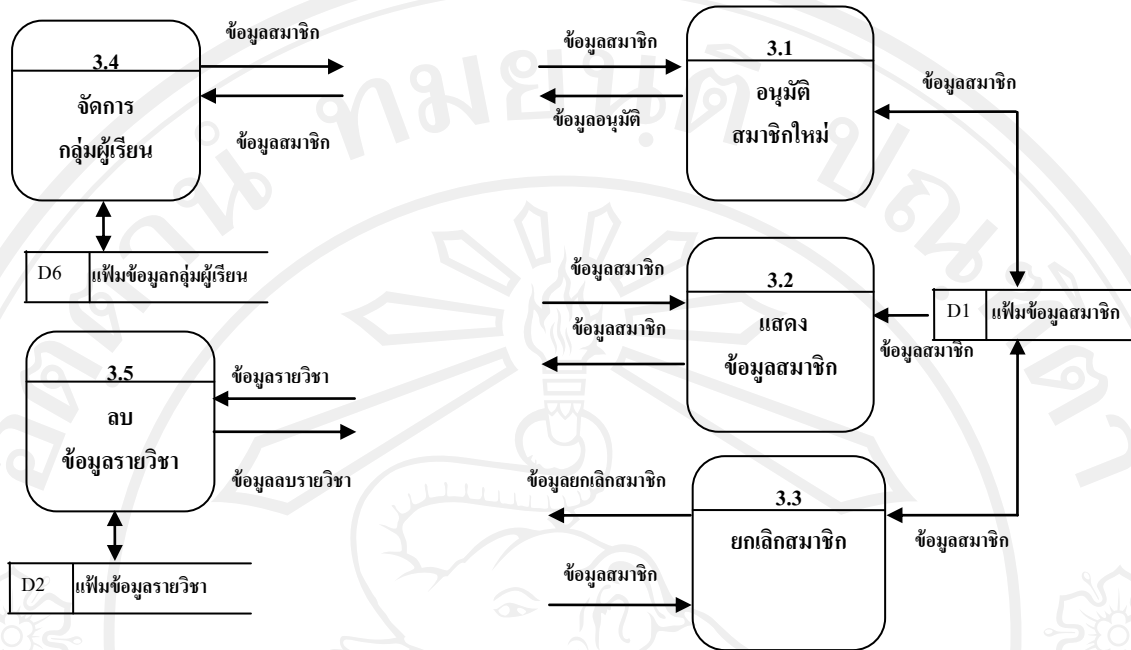 3.4
จัดการ
กลุ่มผู้เรียน
ข้อมูลสมาชิก
ข้อมูลสมาชิก
D6
แฟ้มข้อมูลกลุ่มผู้เรียน
3.5
ลบ
ข้อมูลรายวิชา
ข้อมูลรายวิชา
ข้อมูลลบรายวิชา
D2
แฟ้มข้อมูลรายวิชา
ข้อมูลสมาชิก
ข้อมูลอนุมัติ
3.1
อนุมัติ
สมาชิกใหม่
ข้อมูลสมาชิก
ข้อมูลสมาชิก
ข้อมูลสมาชิก
3.2
แสดง
ข้อมูลสมาชิก
ข้อมูลสมาชิก
D1
แฟ้มข้อมูลสมาชิก
ข้อมูลยกเลิกสมาชิก
ข้อมูลสมาชิก
3.3
ยกเลิกสมาชิก
ข้อมูลสมาชิก